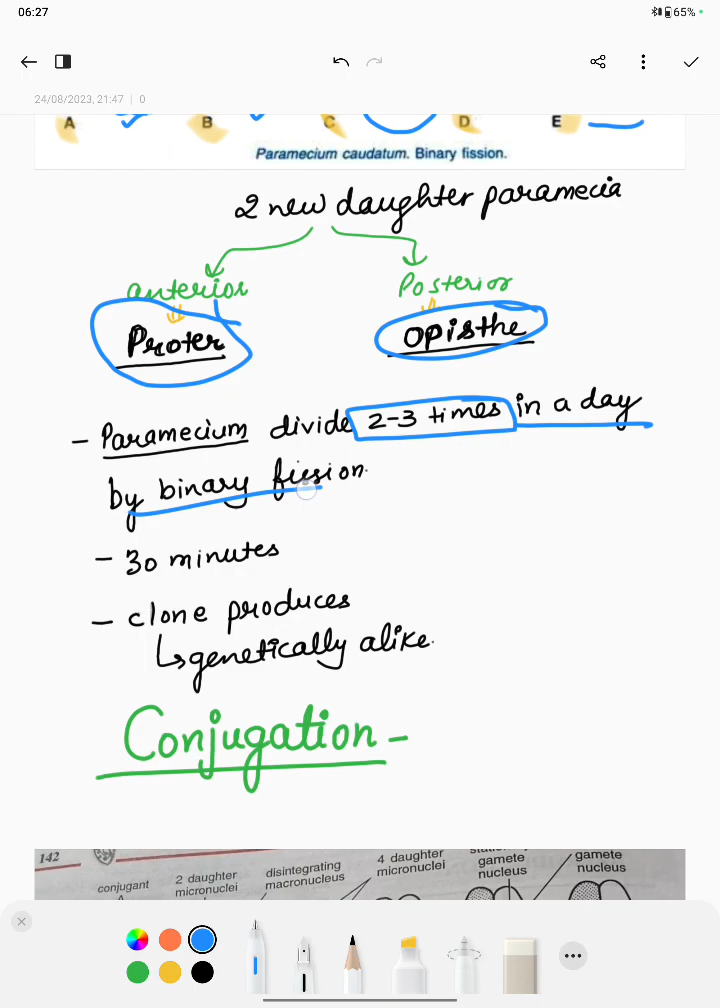 06:27
65%
24/08/2023, 21:47 | 0
A B C D E
Paramecium caudatum. Binary fission.
2 new daughter paramecia
anterior Posterior
Proter Opisthe
- Paramecium divide 2-3 times in a day
by binary fission.
- 30 minutes
- clone produces
↳genetically alike.
Conjugation -
142
conjugant
2 daughter
micronuclei
disintegrating
macronucleus
4 daughter
micronuclei
gamete
nucleus
gamete
nucleus